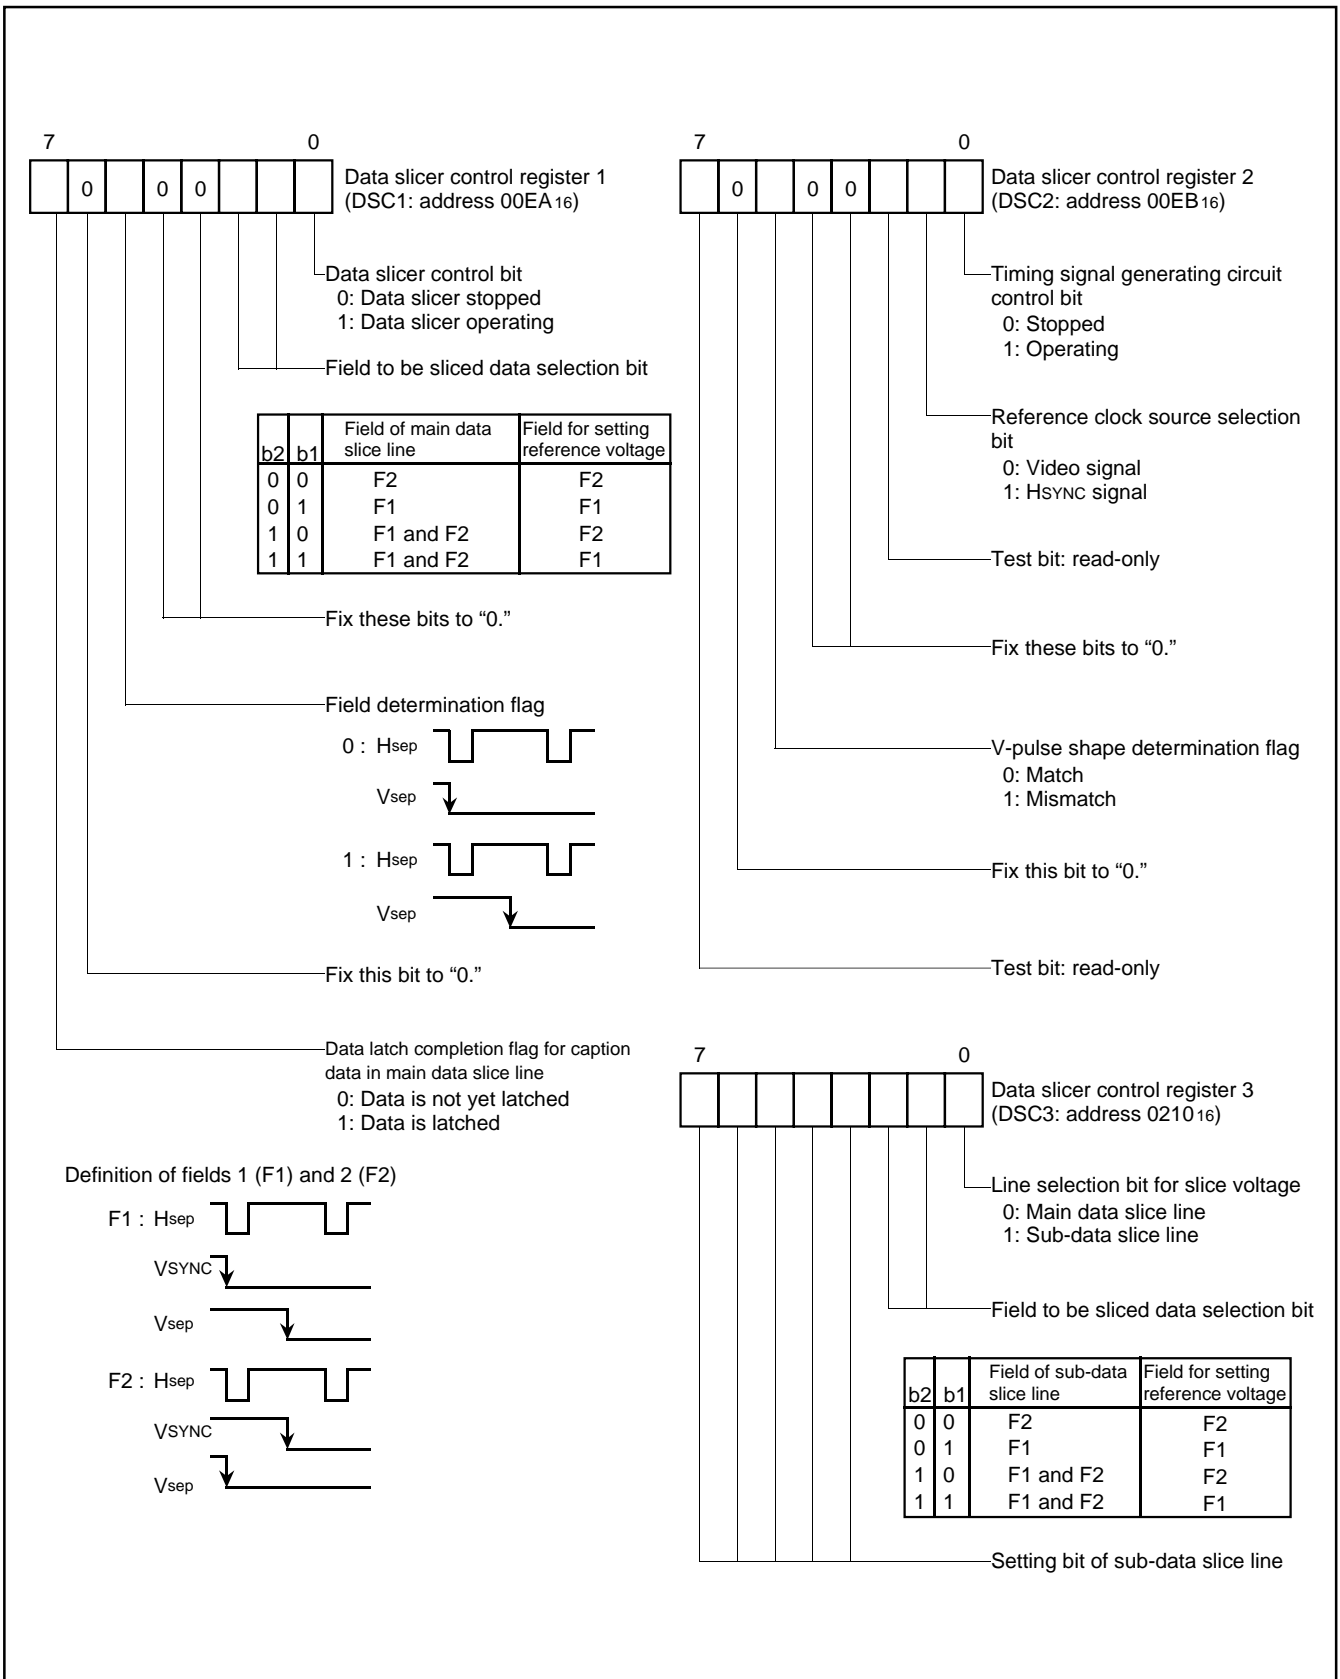 7 0
0 0 0
Data slicer control register 1
(DSC1: address 00EA16)
Data slicer control bit
0: Data slicer stopped
1: Data slicer operating
Field to be sliced data selection bit
b2 b1 Field of main data slice line Field for setting reference voltage
0 0 F2 F2
0 1 F1 F1
1 0 F1 and F2 F2
1 1 F1 and F2 F1
Fix these bits to “0.”
Field determination flag
0 : Hsep
Vsep
1 : Hsep
Vsep
Fix this bit to “0.”
Data latch completion flag for caption
data in main data slice line
0: Data is not yet latched
1: Data is latched
Definition of fields 1 (F1) and 2 (F2)
F1 : Hsep
VSYNC
Vsep
F2 : Hsep
VSYNC
Vsep
7 0
0 0 0
Data slicer control register 2
(DSC2: address 00EB16)
Timing signal generating circuit
control bit
0: Stopped
1: Operating
Reference clock source selection
bit
0: Video signal
1: HSYNC signal
Test bit: read-only
Fix these bits to “0.”
V-pulse shape determination flag
0: Match
1: Mismatch
Fix this bit to “0.”
Test bit: read-only
7 0
Data slicer control register 3
(DSC3: address 021016)
Line selection bit for slice voltage
0: Main data slice line
1: Sub-data slice line
Field to be sliced data selection bit
b2 b1 Field of sub-data slice line Field for setting reference voltage
0 0 F2 F2
0 1 F1 F1
1 0 F1 and F2 F2
1 1 F1 and F2 F1
Setting bit of sub-data slice line